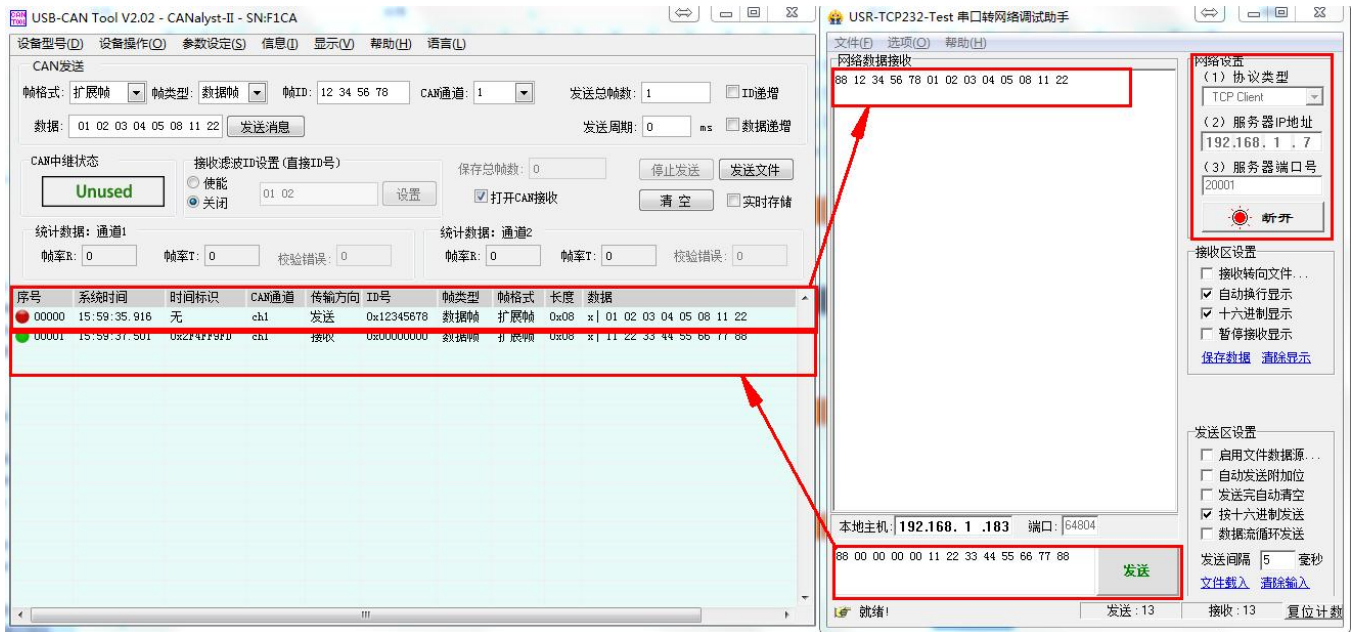 USB-CAN Tool V2.02 - CANalyst-II - SN:F1CA
设备型号(D) 设备操作(O) 参数设定(S) 信息(I) 显示(V) 帮助(H) 语言(L)
CAN发送
帧格式: 扩展帧 帧类型: 数据帧 帧ID: 12 34 56 78 CAN通道: 1 发送总帧数: 1 ID递增
数据: 01 02 03 04 05 08 11 22 发送消息 发送周期: 0 ms 数据递增
CAN中继状态
Unused
接收滤波ID设置(直接ID号)
使能
关闭
01 02 设置
保存总帧数: 0 停止发送 发送文件
打开CAN接收 清 空 实时存储
统计数据: 通道1
帧率R: 0 帧率T: 0 校验错误: 0
统计数据: 通道2
帧率R: 0 帧率T: 0 校验错误: 0
序号 系统时间 时间标识 CAN通道 传输方向 ID号 帧类型 帧格式 长度 数据
00000 15:59:35.916 无 ch1 发送 0x12345678 数据帧 扩展帧 0x08 x| 01 02 03 04 05 08 11 22
00001 15:59:37.501 0x2F4FF9FD ch1 接收 0x00000000 数据帧 扩展帧 0x08 x| 11 22 33 44 55 66 77 88
USR-TCP232-Test 串口转网络调试助手
文件(F) 选项(O) 帮助(H)
网络数据接收
88 12 34 56 78 01 02 03 04 05 08 11 22
网络设置
(1) 协议类型
TCP Client
(2) 服务器IP地址
192.168. 1 . 7
(3) 服务器端口号
20001
断开
接收区设置
接收转向文件...
自动换行显示
十六进制显示
暂停接收显示
保存数据 清除显示
发送区设置
启用文件数据源...
自动发送附加位
发送完自动清空
按十六进制发送
数据流循环发送
发送间隔 5 毫秒
文件载入 清除输入
本地主机: 192.168. 1 .183 端口: 64804
88 00 00 00 00 11 22 33 44 55 66 77 88
发送
就绪! 发送:13 接收:13 复位计数